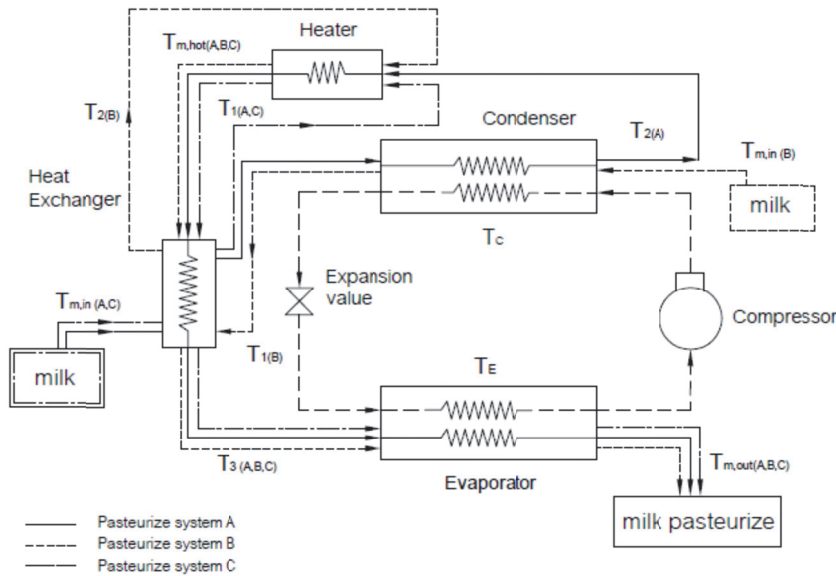 Heater
Tm,hot(A,B,C)
T2(B)
T1(A,C)
Condenser
T2(A)
Tm,in (B)
milk
Heat
Exchanger
TC
Expansion
value
Compressor
Tm,in (A,C)
milk
T1(B)
TE
T3 (A,B,C)
Evaporator
Tm,out(A,B,C)
milk pasteurize
Pasteurize system A
Pasteurize system B
Pasteurize system C